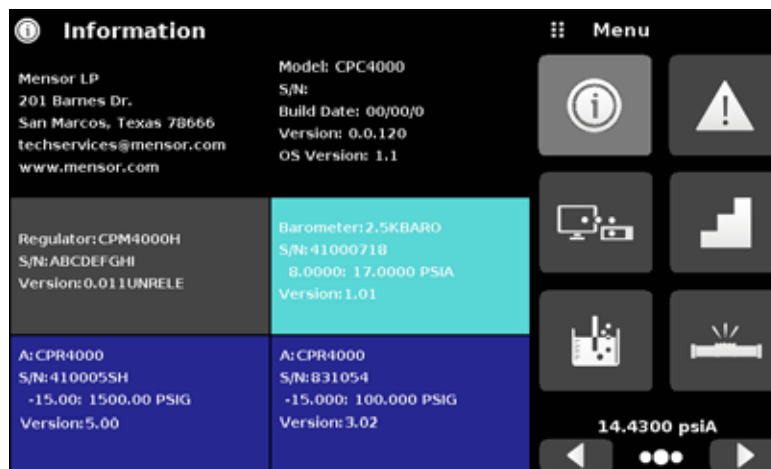 Information
Mensor LP
201 Barnes Dr.
San Marcos, Texas 78666
techservices@mensor.com
www.mensor.com
Model: CPC4000
S/N:
Build Date: 00/00/0
Version: 0.0.120
OS Version: 1.1
Regulator:CPM4000H
S/N:ABCDEFGHI
Version:0.011UNRELE
Barometer:2.5KBARO
S/N:41000718
8.0000: 17.0000 PSIA
Version:1.01
A:CPR4000
S/N:410005SH
-15.00: 1500.00 PSIG
Version:5.00
A:CPR4000
S/N:831054
-15.000: 100.000 PSIG
Version:3.02
Menu
14.4300 psiA